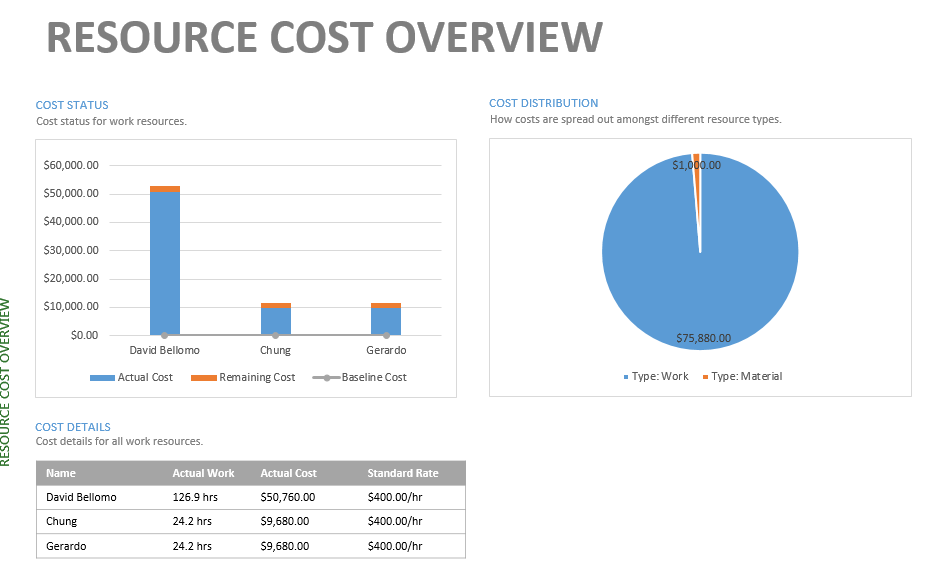 RESOURCE COST OVERVIEW
COST STATUS
Cost status for work resources.
$60,000.00
$50,000.00
$40,000.00
$30,000.00
$20,000.00
$10,000.00
$0.00
David Bellomo Chung Gerardo
Actual Cost Remaining Cost Baseline Cost
COST DISTRIBUTION
How costs are spread out amongst different resource types.
$1,000.00
$75,880.00
Type: Work Type: Material
RESOURCE COST OVERVIEW
COST DETAILS
Cost details for all work resources.
Name Actual Work Actual Cost Standard Rate
David Bellomo 126.9 hrs $50,760.00 $400.00/hr
Chung 24.2 hrs $9,680.00 $400.00/hr
Gerardo 24.2 hrs $9,680.00 $400.00/hr